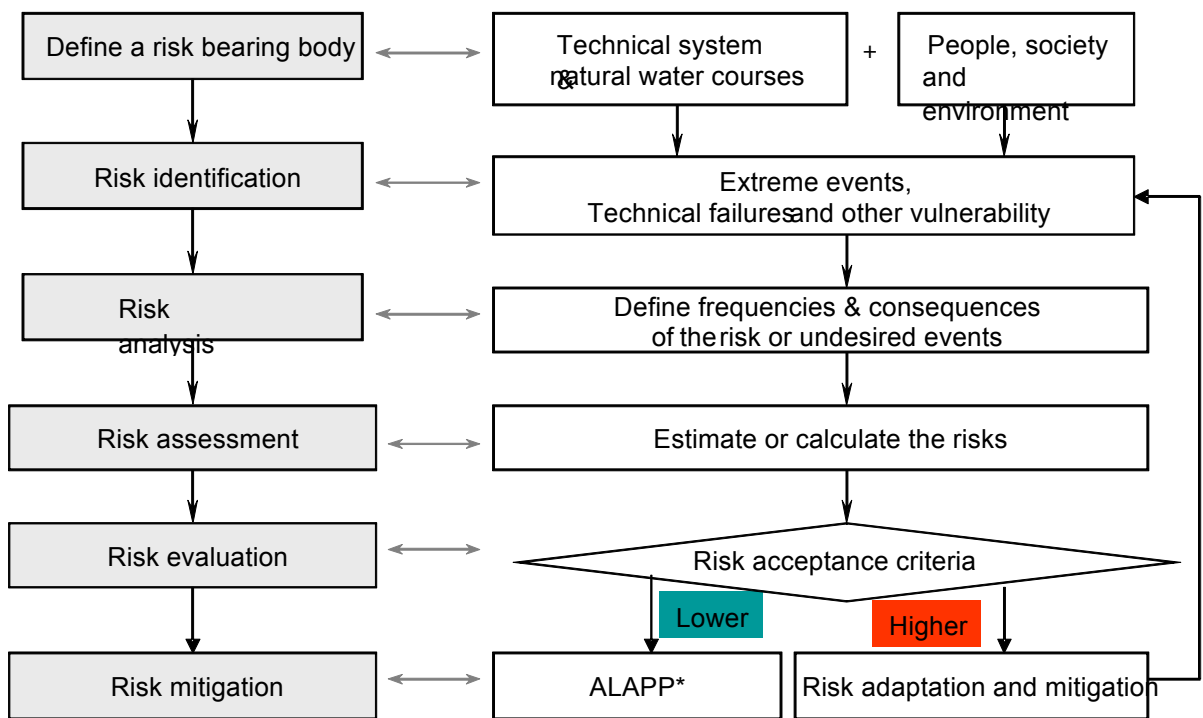 Define a risk bearing body
Technical system
&
natural water courses
+
People, society
and
environment
Risk identification
Extreme events,
Technical failures and other vulnerability
Risk
analysis
Define frequencies & consequences
of the risk or undesired events
Risk assessment
Estimate or calculate the risks
Risk evaluation
Risk acceptance criteria
Lower
Higher
Risk mitigation
ALAPP*
Risk adaptation and mitigation